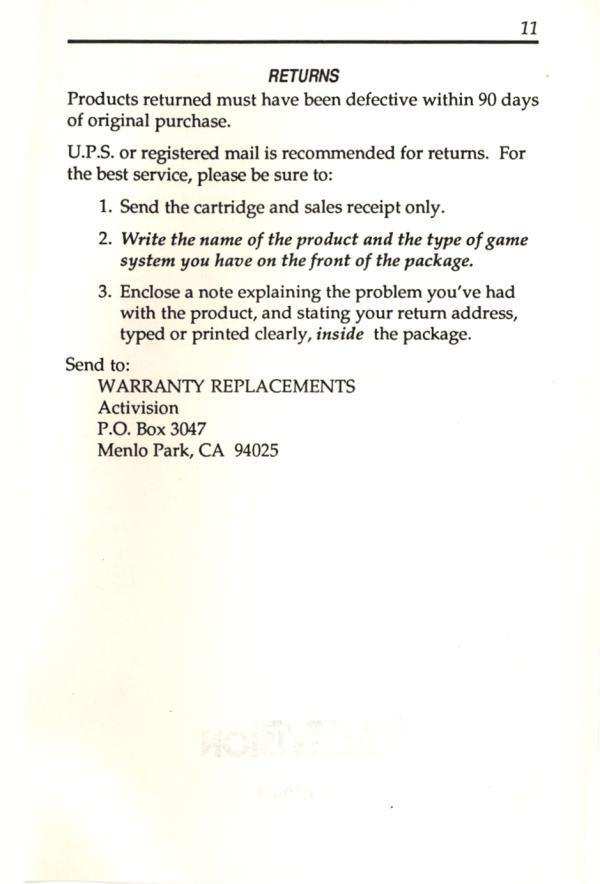 11
RETURNS
Products returned must have been defective within 90 days
of original purchase.
U.P.S. or registered mail is recommended for returns. For
the best service, please be sure to:
1. Send the cartridge and sales receipt only.
2. Write the name of the product and the type of game
system you have on the front of the package.
3. Enclose a note explaining the problem you've had
with the product, and stating your return address,
typed or printed clearly, inside the package.
Send to:
WARRANTY REPLACEMENTS
Activision
P.O. Box 3047
Menlo Park, CA 94025